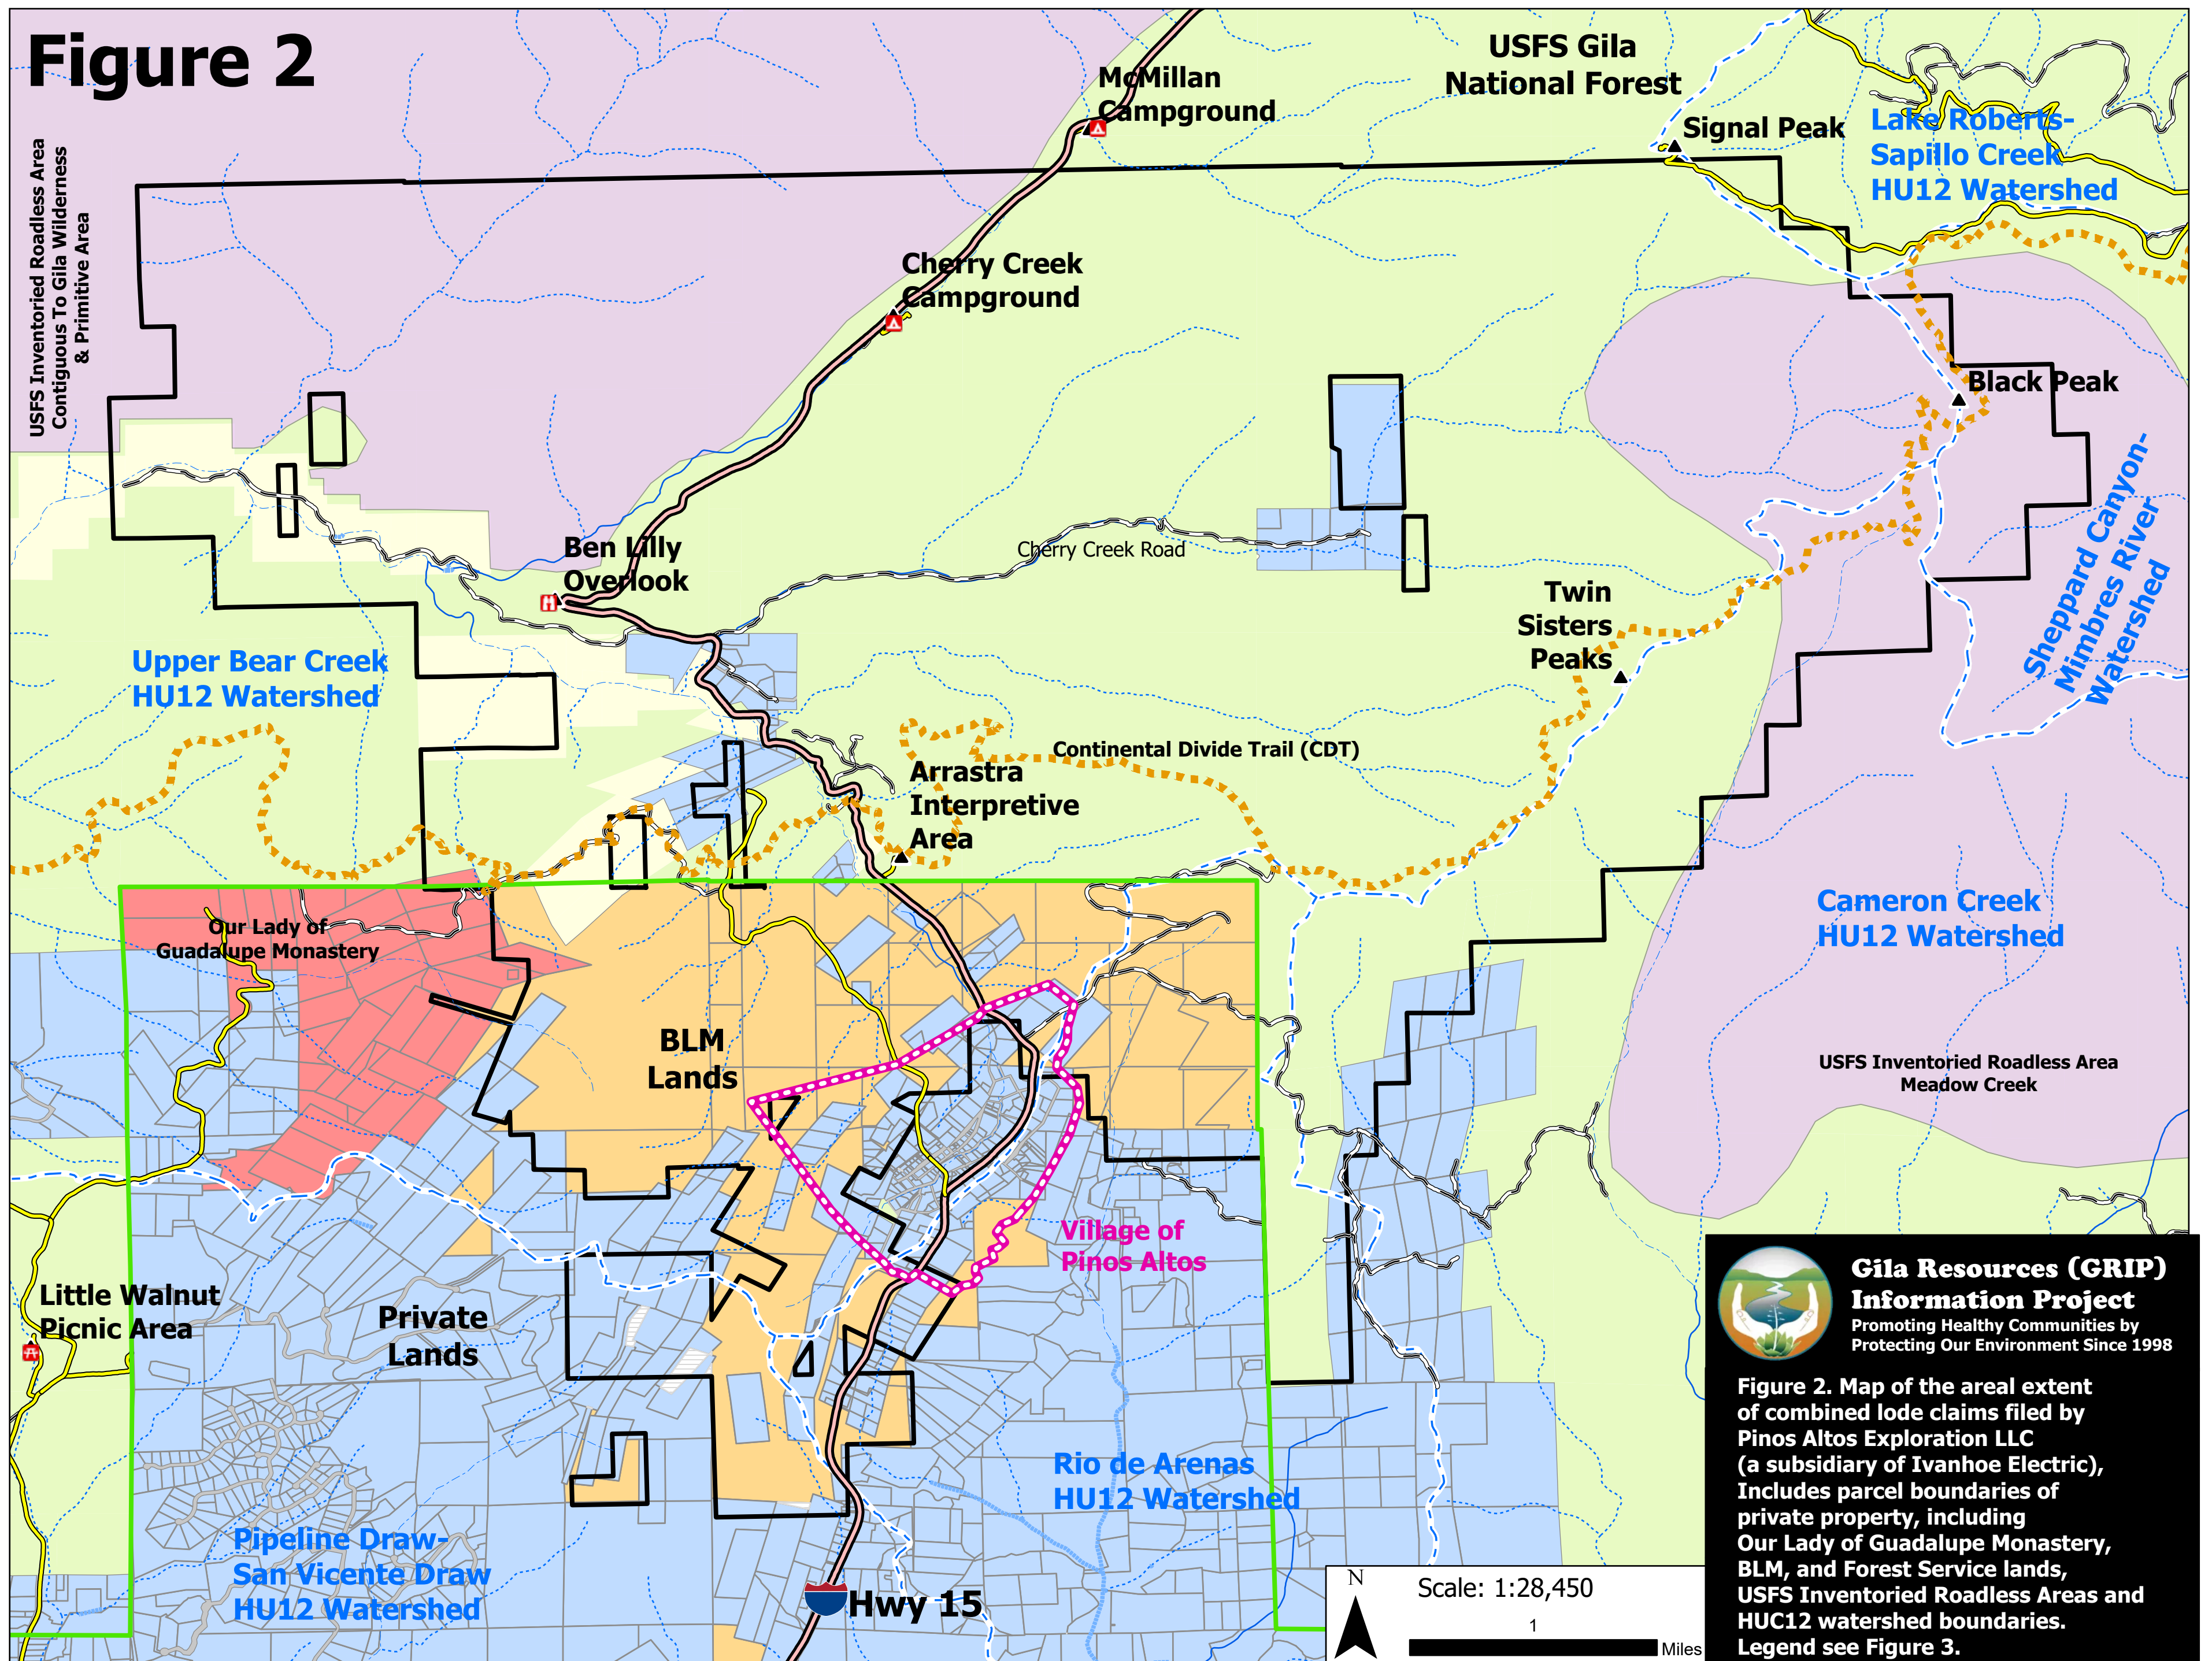 Figure 2
USFS Inventoried Roadless Area
Contiguous To Gila Wilderness
& Primitive Area
McMillan
Campground
USFS Gila
National Forest
Signal Peak
Lake Roberts-
Sapillo Creek
HU12 Watershed
Cherry Creek
Campground
Black Peak
Sheppard Canyon-
Mimbres River
Watershed
Ben Lilly
Overlook
Cherry Creek Road
Twin
Sisters
Peaks
Upper Bear Creek
HU12 Watershed
Continental Divide Trail (CDT)
Arrastra
Interpretive
Area
Our Lady of
Guadalupe Monastery
Cameron Creek
HU12 Watershed
BLM
Lands
USFS Inventoried Roadless Area
Meadow Creek
Village of
Pinos Altos
Little Walnut
Picnic Area
Private
Lands
Rio de Arenas
HU12 Watershed
Pipeline Draw-
San Vicente Draw
HU12 Watershed
Hwy 15
N
Scale: 1:28,450
1
Miles
Gila Resources (GRIP)
Information Project
Promoting Healthy Communities by
Protecting Our Environment Since 1998
Figure 2. Map of the areal extent
of combined lode claims filed by
Pinos Altos Exploration LLC
(a subsidiary of Ivanhoe Electric),
Includes parcel boundaries of
private property, including
Our Lady of Guadalupe Monastery,
BLM, and Forest Service lands,
USFS Inventoried Roadless Areas and
HUC12 watershed boundaries.
Legend see Figure 3.